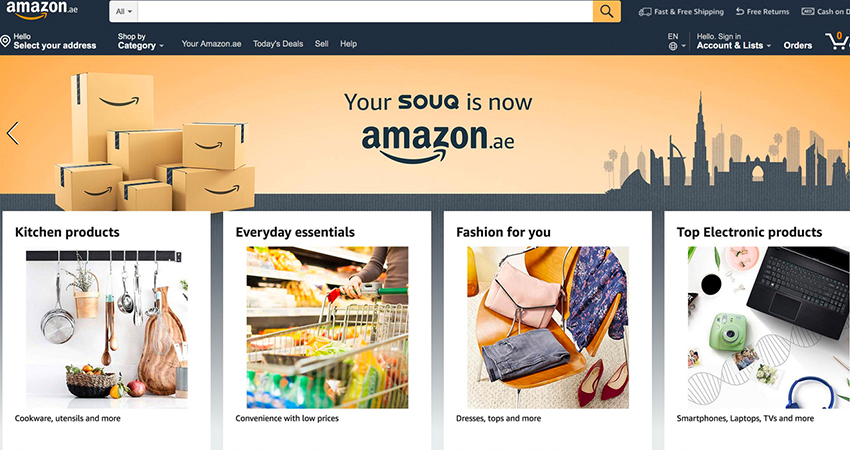 amazon.ae
All
Fast & Free Shipping
Free Returns
Cash on D
Hello
Select your address
Shop by
Category
Your Amazon.ae
Today's Deals
Sell
Help
EN
Hello. Sign in
Account & Lists
Orders
0
Your SOUQ is now
amazon.ae
Kitchen products
Everyday essentials
Fashion for you
Top Electronic products
Cookware, utensils and more
Convenience with low prices
Dresses, tops and more
Smartphones, Laptops, TVs and more